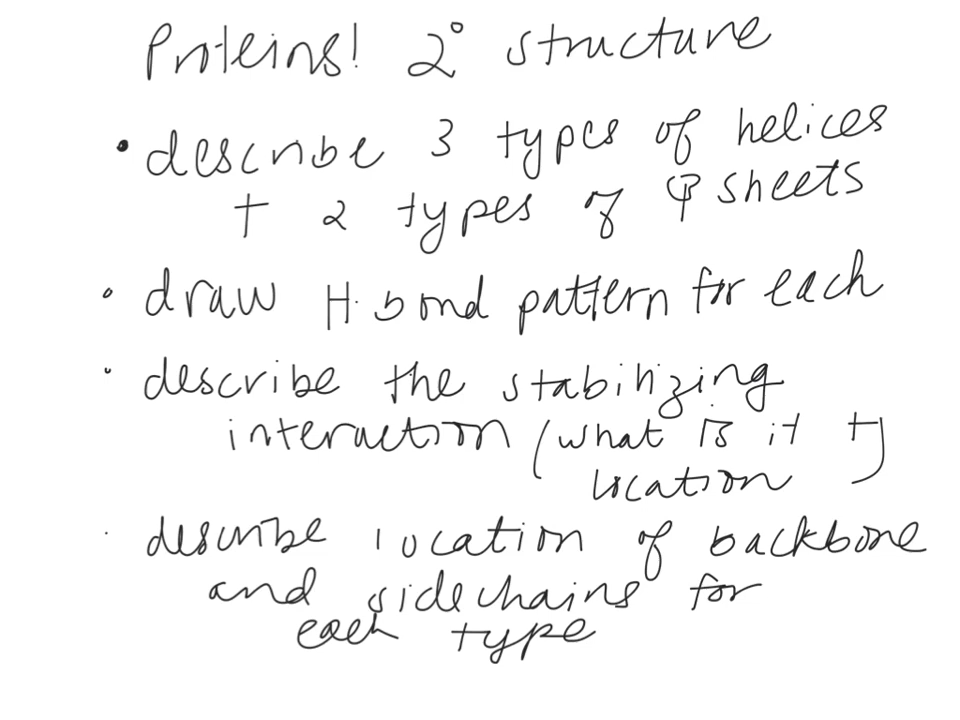 Proteins! 2° structure
• describe 3 types of helices
+ 2 types of β sheets
• draw H-bond pattern for each
• describe the stabilizing
interaction (what is it +)
location
• describe location of backbone
and sidechains for
each type